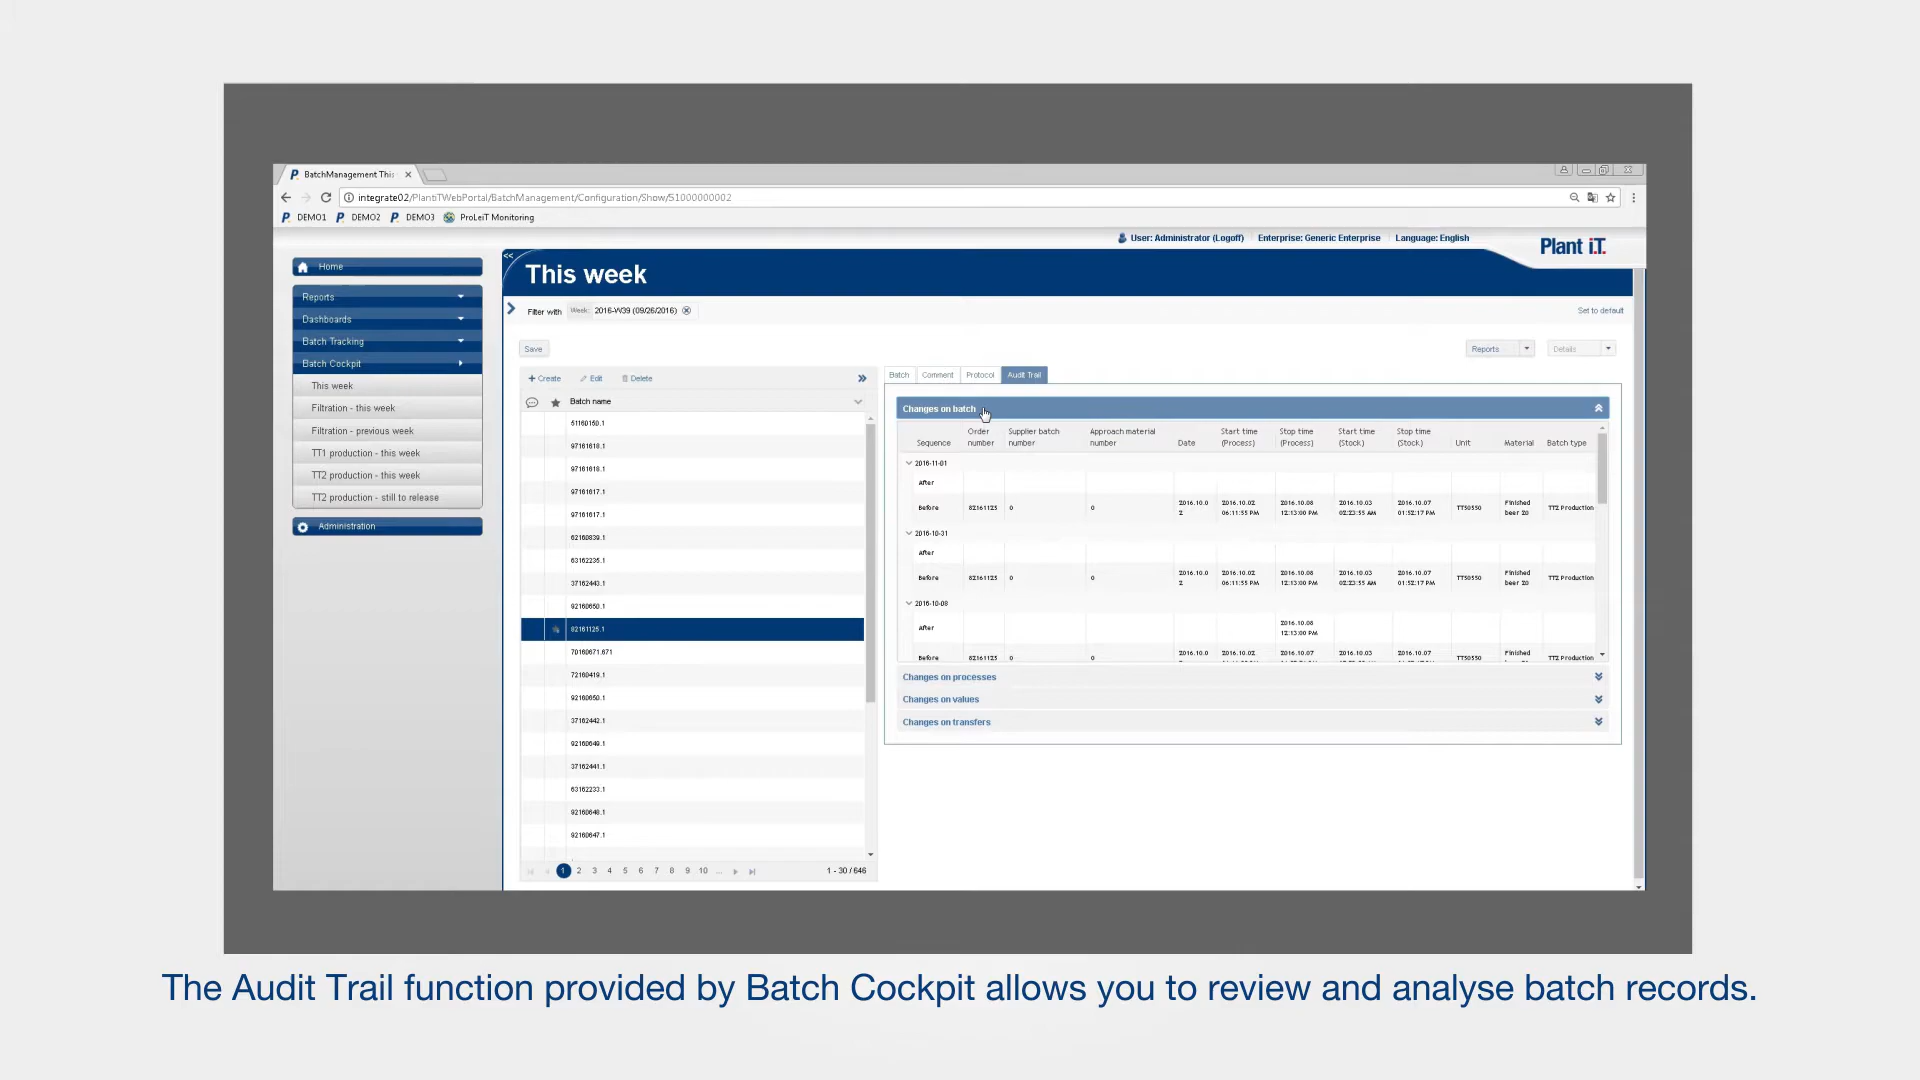 BatchManagement This
integrate02/PlantiTWebPortal/BatchManagement/Configuration/Show/S1000000002
DEMO1 DEMO2 DEMO3 ProLeiT Monitoring
User: Administrator (Logoff) Enterprise: Generic Enterprise Language: English
Plant i.T.
Home
Reports
Dashboards
Batch Tracking
Batch Cockpit
This week
Filtration - this week
Filtration - previous week
TT1 production - this week
TT2 production - this week
TT2 production - still to release
Administration
<<
This week
Filter with Week: 2016-W39 (09/26/2016)
Set to default
Save
Reports Details
Create Edit Delete
Batch name
51160160.1
97161618.1
97161618.1
97161617.1
97161617.1
62160839.1
63162235.1
37162443.1
92160650.1
82161125.1
70160671.671
72160419.1
92160650.1
37162442.1
92160649.1
37162441.1
63162233.1
92160648.1
92160647.1
1 2 3 4 5 6 7 8 9 10 ...
1 - 30 / 646
Batch Comment Protocol Audit Trail
Changes on batch
Sequence Order number Supplier batch number Approach material number Date Start time (Process) Stop time (Process) Start time (Stock) Stop time (Stock) Unit Material Batch type
2016-11-01
After
Before 82161125 0 0 2016.10.02 2016.10.02 06:11:55 PM 2016.10.08 12:13:00 PM 2016.10.03 02:23:55 AM 2016.10.07 01:52:17 PM TT50550 Finished beer 20 TT2 Production
2016-10-31
After
Before 82161125 0 0 2016.10.02 2016.10.02 06:11:55 PM 2016.10.08 12:13:00 PM 2016.10.03 02:23:55 AM 2016.10.07 01:52:17 PM TT50550 Finished beer 20 TT2 Production
2016-10-08
After 2016.10.08 12:13:00 PM
Before 82161125 0 0 2016.10.0 2016.10.02 2016.10.07 2016.10.03 2016.10.07 TT50550 Finished TT2 Production
Changes on processes
Changes on values
Changes on transfers
The Audit Trail function provided by Batch Cockpit allows you to review and analyse batch records.